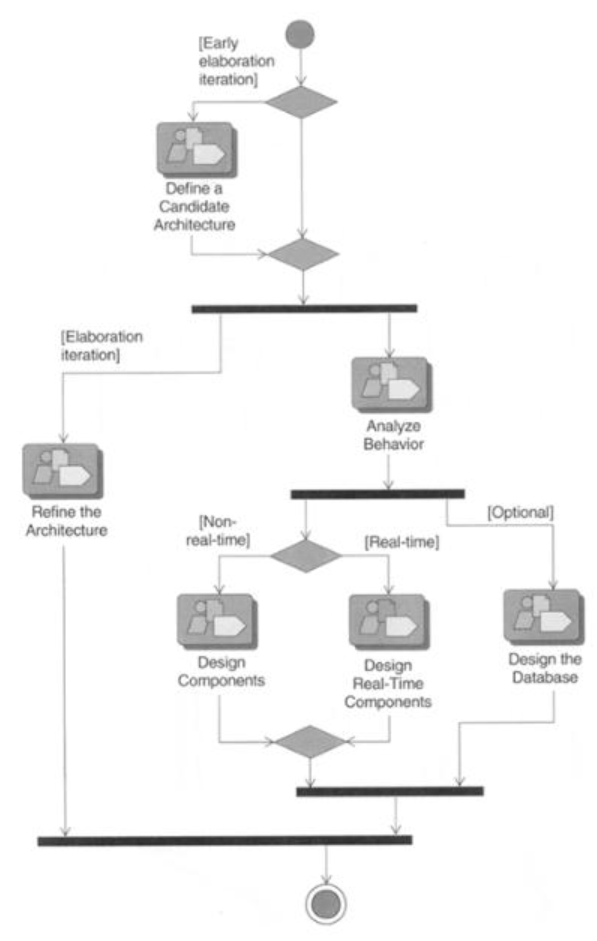 [Early
elaboration
iteration]
Define a
Candidate
Architecture
[Elaboration
iteration]
Analyze
Behavior
Refine the
Architecture
[Non-
real-time]
[Real-time]
[Optional]
Design
Components
Design
Real-Time
Components
Design the
Database